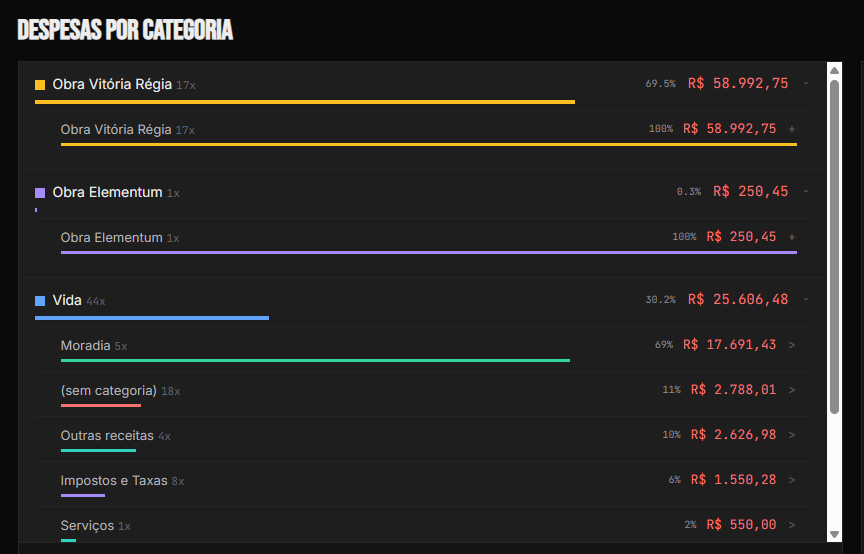 DESPESAS POR CATEGORIA
Obra Vitória Régia 17x 69.5% R$ 58.992,75 -
Obra Vitória Régia 17x 100% R$ 58.992,75 +
Obra Elementum 1x 0.3% R$ 250,45 -
Obra Elementum 1x 100% R$ 250,45 +
Vida 44x 30.2% R$ 25.606,48 -
Moradia 5x 69% R$ 17.691,43 >
(sem categoria) 18x 11% R$ 2.788,01 >
Outras receitas 4x 10% R$ 2.626,98 >
Impostos e Taxas 8x 6% R$ 1.550,28 >
Serviços 1x 2% R$ 550,00 >